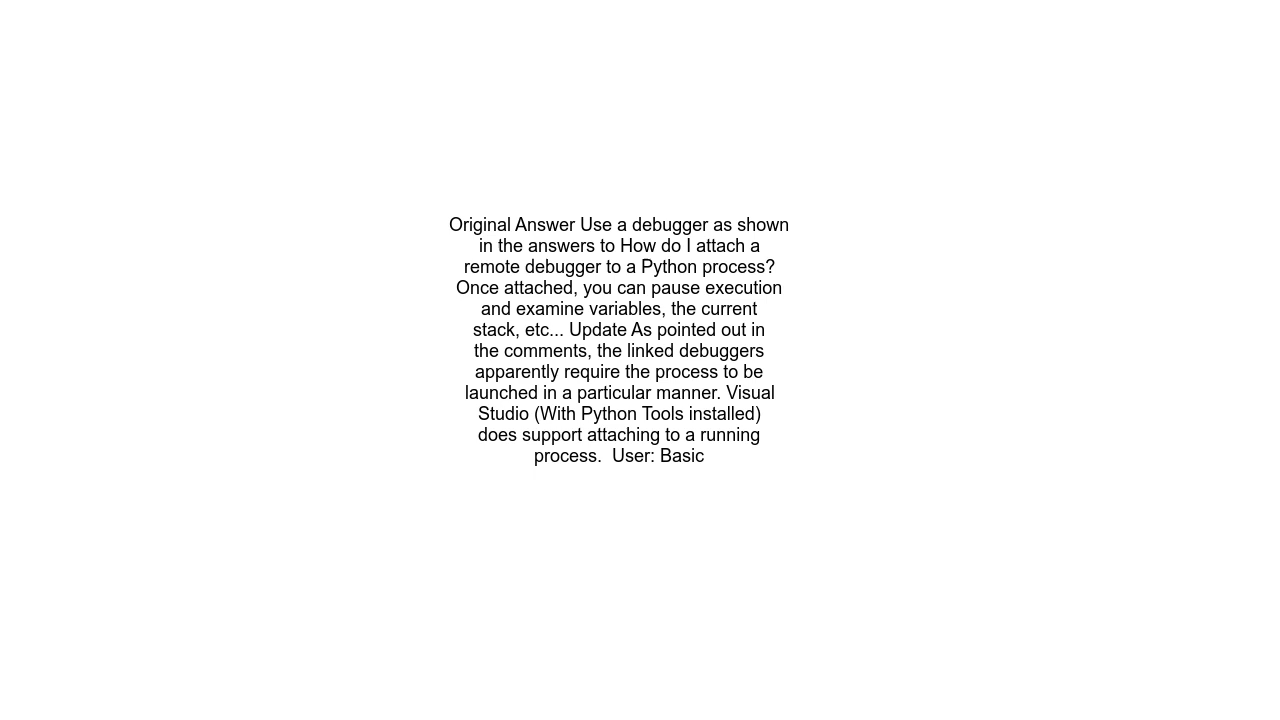 Original Answer Use a debugger as shown
in the answers to How do I attach a
remote debugger to a Python process?
Once attached, you can pause execution
and examine variables, the current
stack, etc... Update As pointed out in
the comments, the linked debuggers
apparently require the process to be
launched in a particular manner. Visual
Studio (With Python Tools installed)
does support attaching to a running
process.  User: Basic